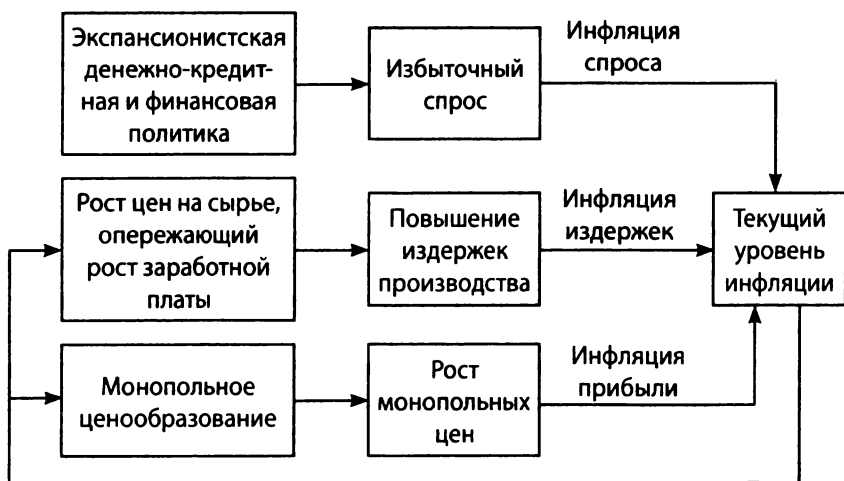 Экспансионистская
денежно-кредит-
ная и финансовая
политика
Избыточный
спрос
Инфляция
спроса
Рост цен на сырье,
опережающий
рост заработной
платы
Повышение
издержек
производства
Инфляция
издержек
Текущий
уровень
инфляции
Монопольное
ценообразование
Рост
монопольных
цен
Инфляция
прибыли